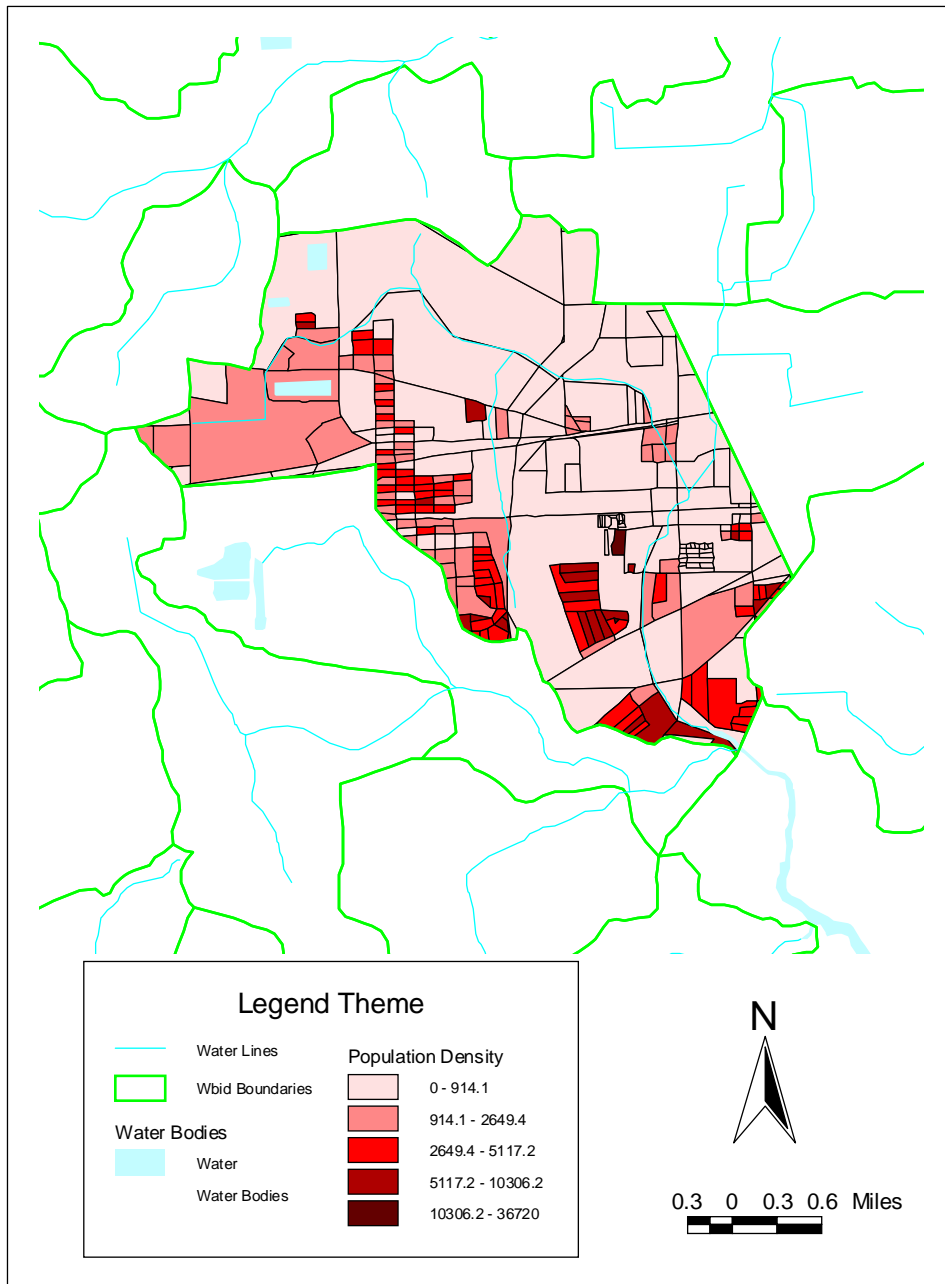 Legend Theme
Water Lines
Wbid Boundaries
Water Bodies
Water
Water Bodies
Population Density
0 - 914.1
914.1 - 2649.4
2649.4 - 5117.2
5117.2 - 10306.2
10306.2 - 36720
N
0.3 0 0.3 0.6 Miles